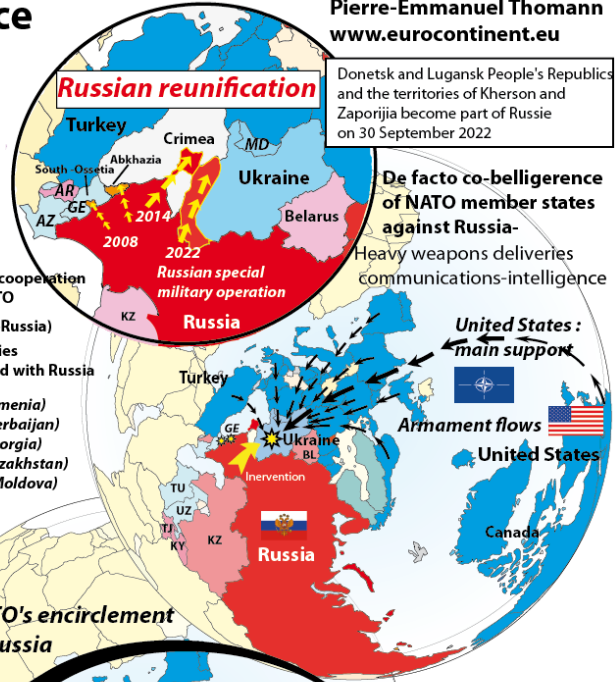 ce
Pierre-Emmanuel Thomann
www.eurocontinent.eu
Donetsk and Lugansk People's Republics
and the territories of Kherson and
Zaporijia become part of Russie
on 30 September 2022
Russian reunification
Turkey
Crimea
MD
Abkhazia
South -Ossetia
AR
GE
AZ
Ukraine
Belarus
2014
2008
2022
Russian special
military operation
KZ
Russia
De facto co-belligerence
of NATO member states
against Russia-
Heavy weapons deliveries
communications-intelligence
cooperation
TO
Russia)
ies
d with Russia
menia)
erbaijan)
orgia)
zakhstan)
Moldova)
United States :
main support
Turkey
Armament flows
GE
Ukraine
BL
United States
Inervention
TU
UZ
TJ
KY
KZ
Canada
Russia
TO's encirclement
ussia